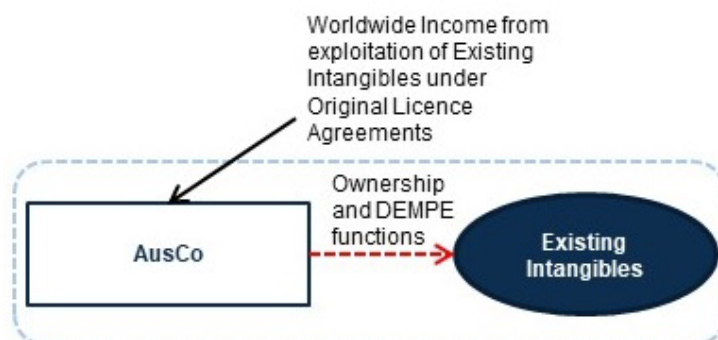 Worldwide Income from
exploitation of Existing
Intangibles under
Original Licence
Agreements
Ownership
and DEMPE
functions
AusCo
Existing
Intangibles